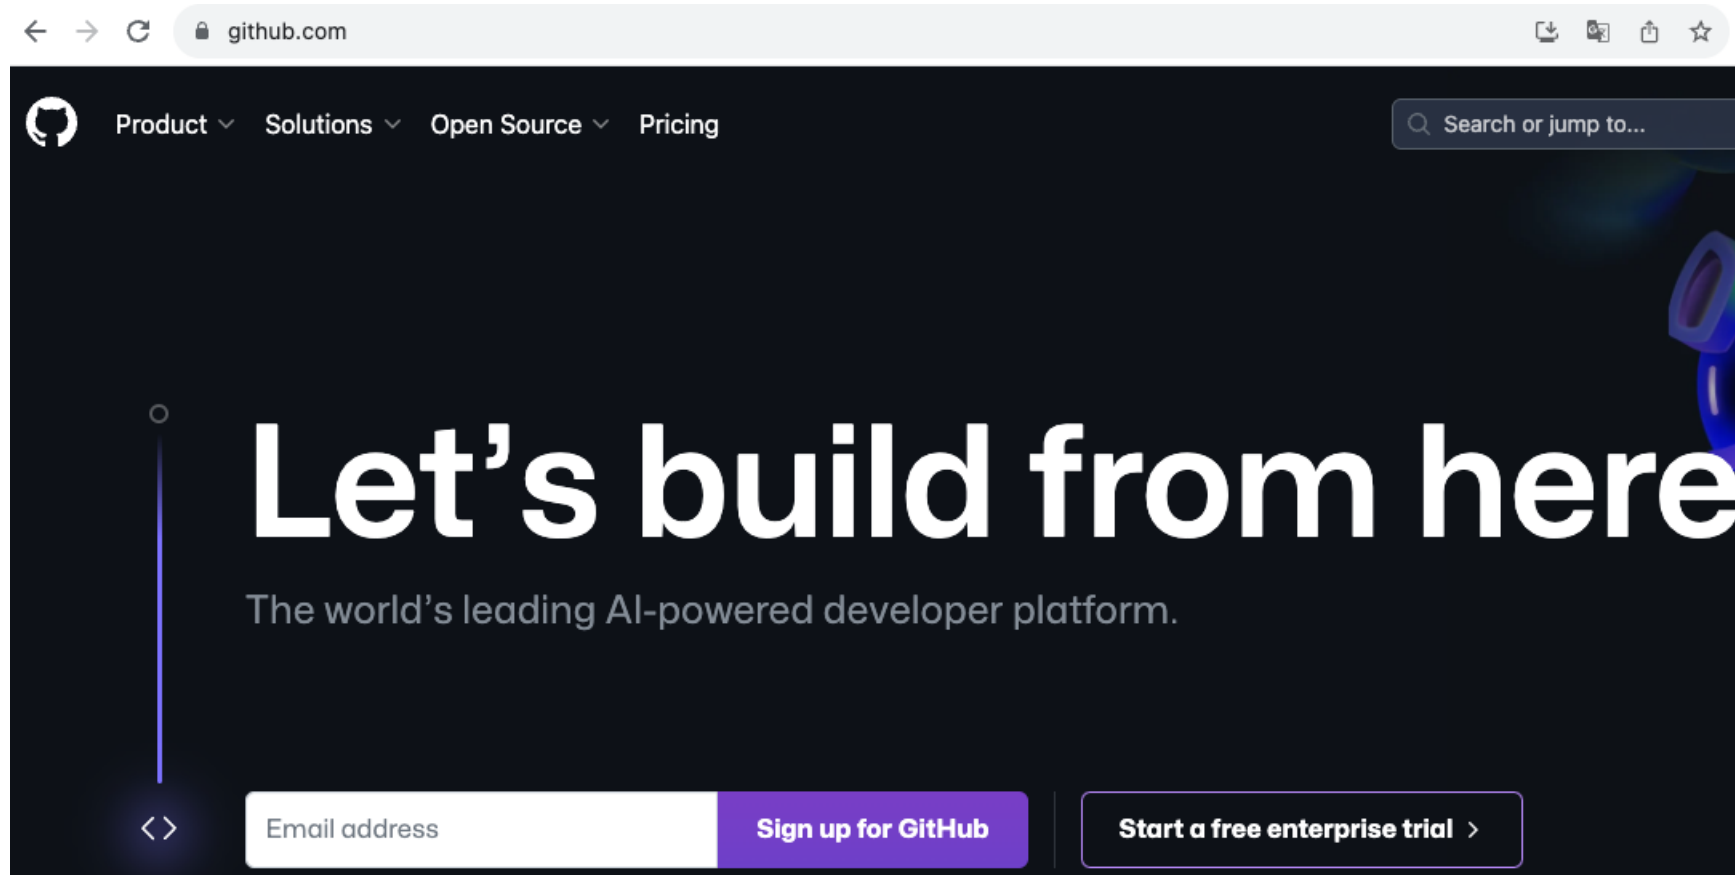 github.com
Product Solutions Open Source Pricing Search or jump to...
Let’s build from here
The world’s leading AI-powered developer platform.
Email address Sign up for GitHub Start a free enterprise trial